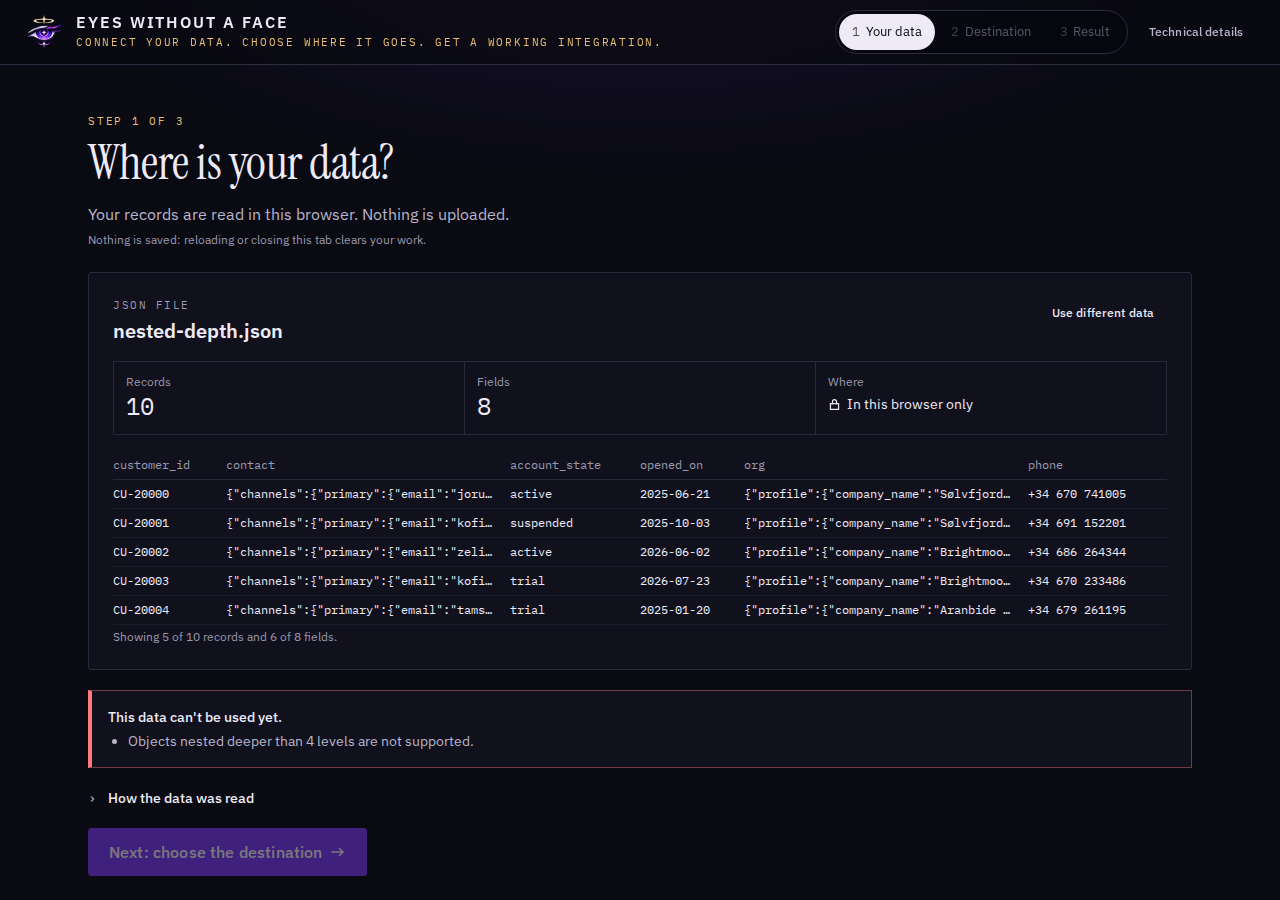 EYES WITHOUT A FACE
CONNECT YOUR DATA. CHOOSE WHERE IT GOES. GET A WORKING INTEGRATION.
1 Your data 2 Destination 3 Result Technical details
STEP 1 OF 3
Where is your data?
Your records are read in this browser. Nothing is uploaded.
Nothing is saved: reloading or closing this tab clears your work.
JSON FILE
nested-depth.json
Use different data
Records Fields Where
10 8 In this browser only
customer_id contact account_state opened_on org phone
CU-20000 {"channels":{"primary":{"email":"joru… active 2025-06-21 {"profile":{"company_name":"Sølvfjord… +34 670 741005
CU-20001 {"channels":{"primary":{"email":"kofi… suspended 2025-10-03 {"profile":{"company_name":"Sølvfjord… +34 691 152201
CU-20002 {"channels":{"primary":{"email":"zeli… active 2026-06-02 {"profile":{"company_name":"Brightmoo… +34 686 264344
CU-20003 {"channels":{"primary":{"email":"kofi… trial 2026-07-23 {"profile":{"company_name":"Brightmoo… +34 670 233486
CU-20004 {"channels":{"primary":{"email":"tams… trial 2025-01-20 {"profile":{"company_name":"Aranbide … +34 679 261195
Showing 5 of 10 records and 6 of 8 fields.
This data can't be used yet.
• Objects nested deeper than 4 levels are not supported.
› How the data was read
Next: choose the destination →